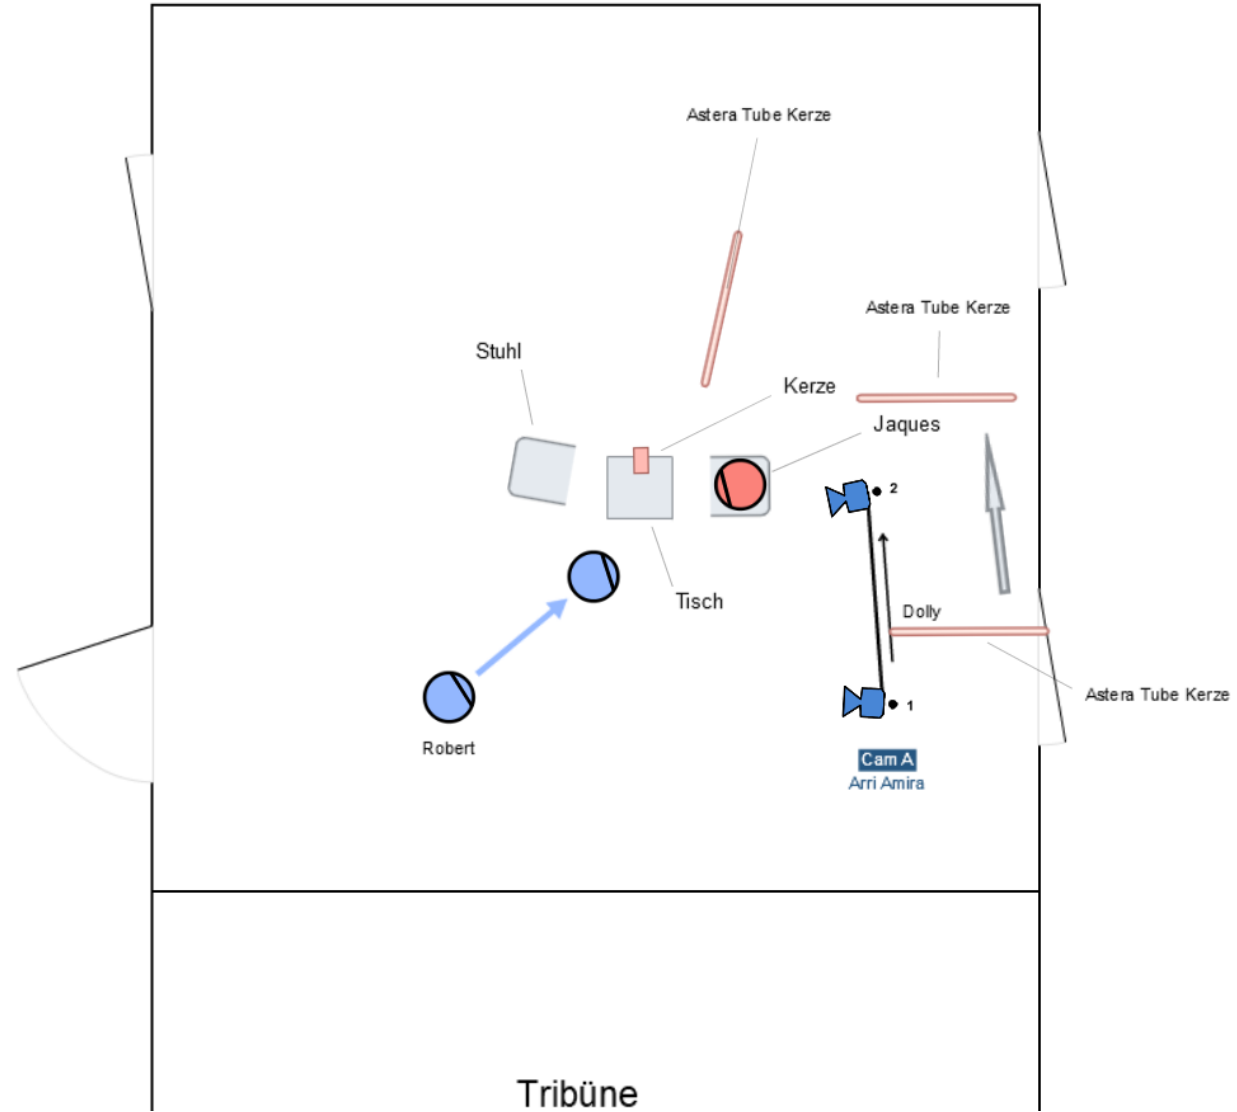 Astera Tube Kerze
Astera Tube Kerze
Stuhl
Kerze
Jaques
2
Tisch
Dolly
Astera Tube Kerze
1
Robert
Cam A
Arri Amira
Tribüne